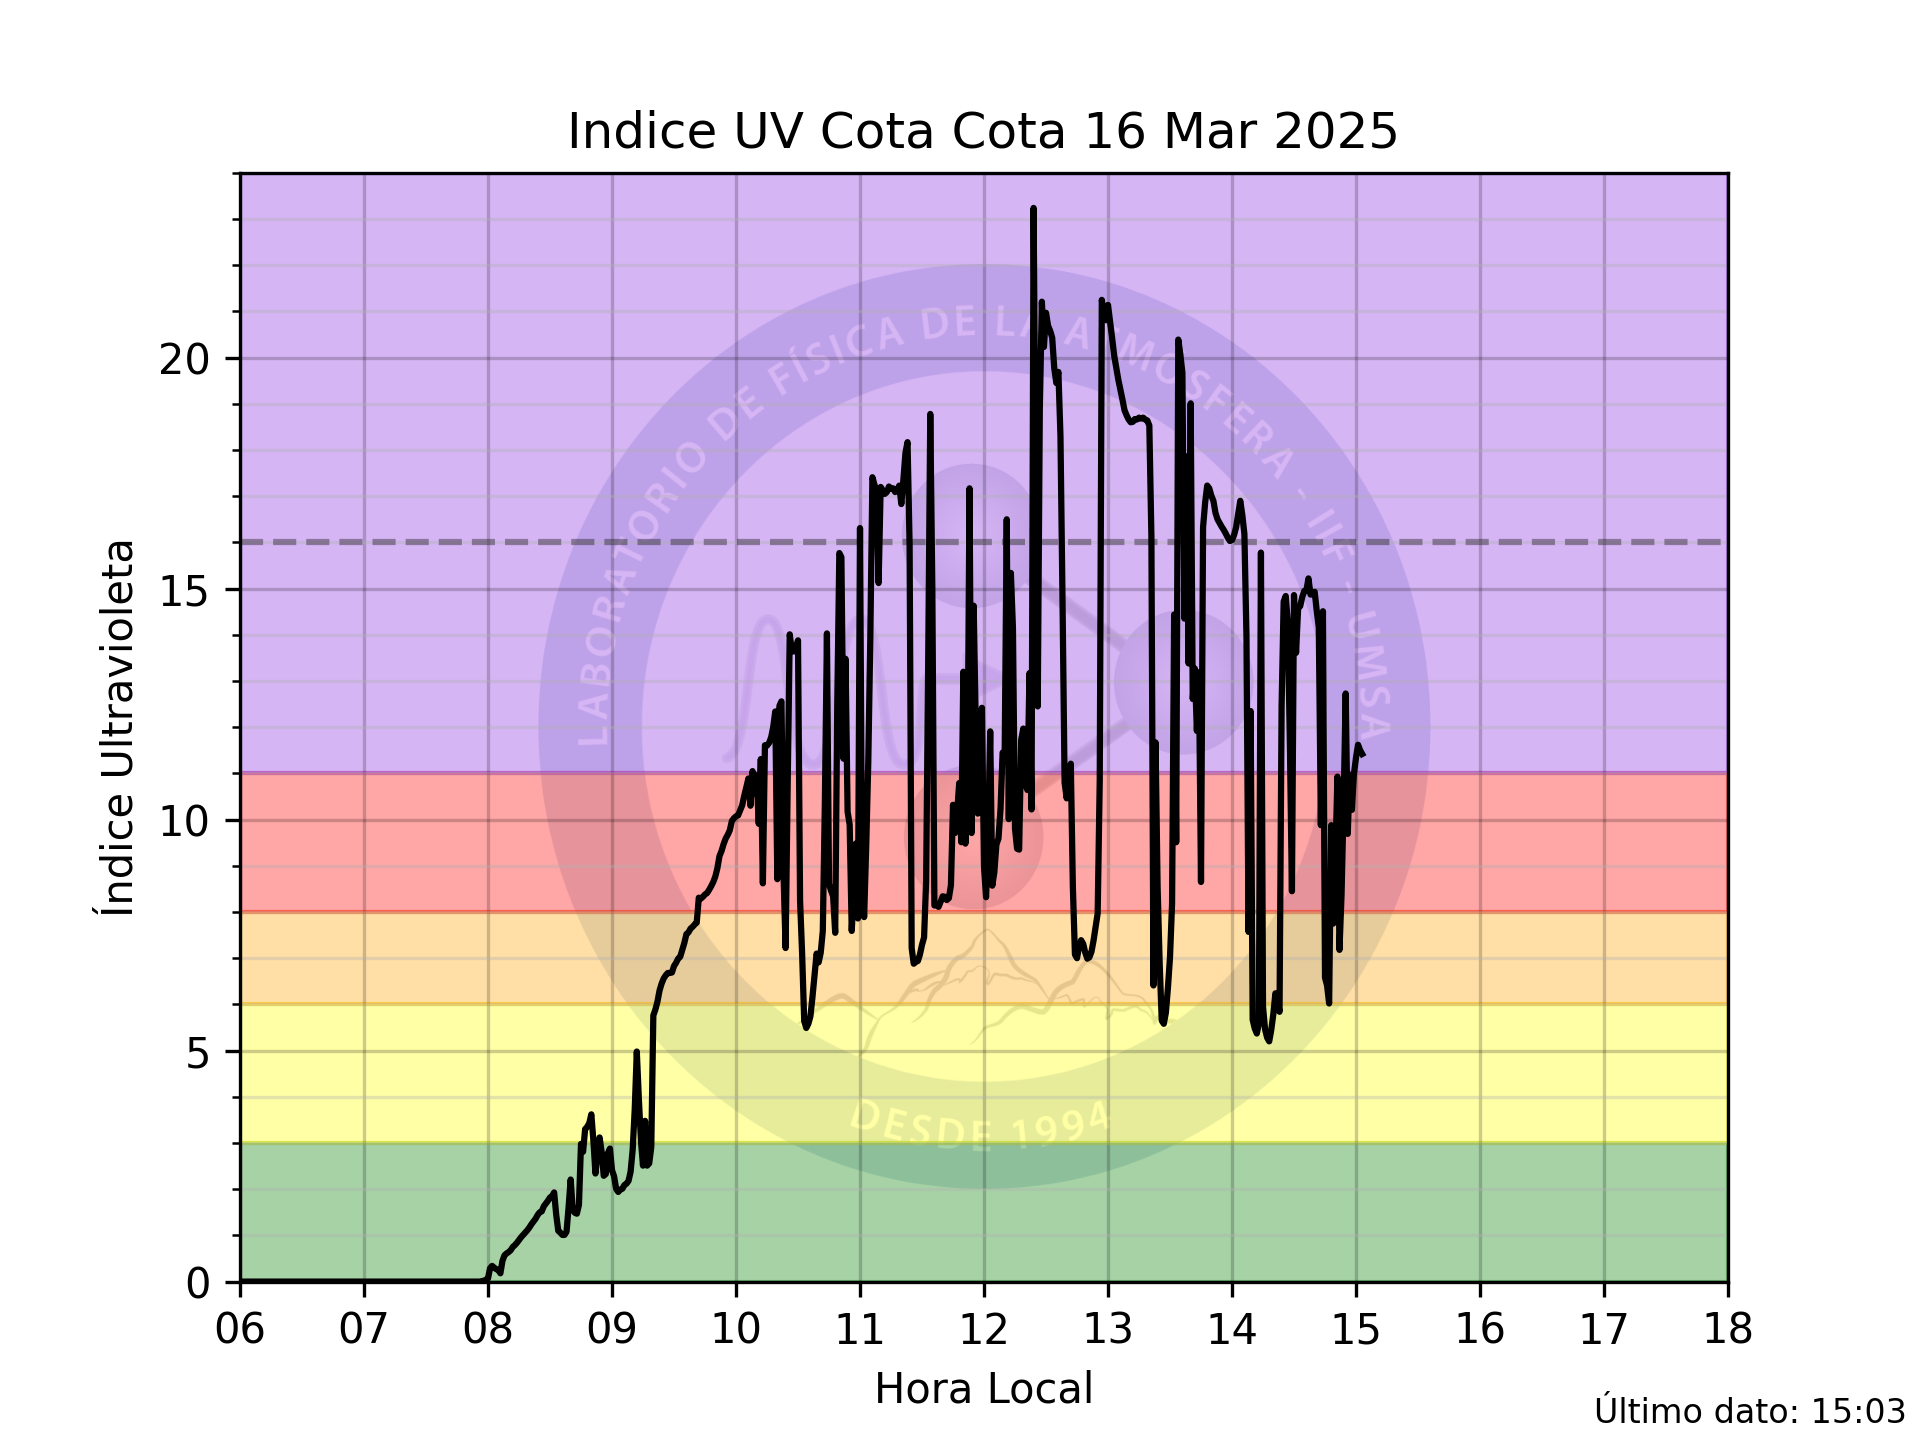 Indice UV Cota Cota 16 Mar 2025
Índice Ultravioleta
20
15
10
5
0
LABORATORIO DE FÍSICA DE LA ATMOSFERA - IIF - UMSA
DESDE 1994
06 07 08 09 10 11 12 13 14 15 16 17 18
Hora Local
Último dato: 15:03